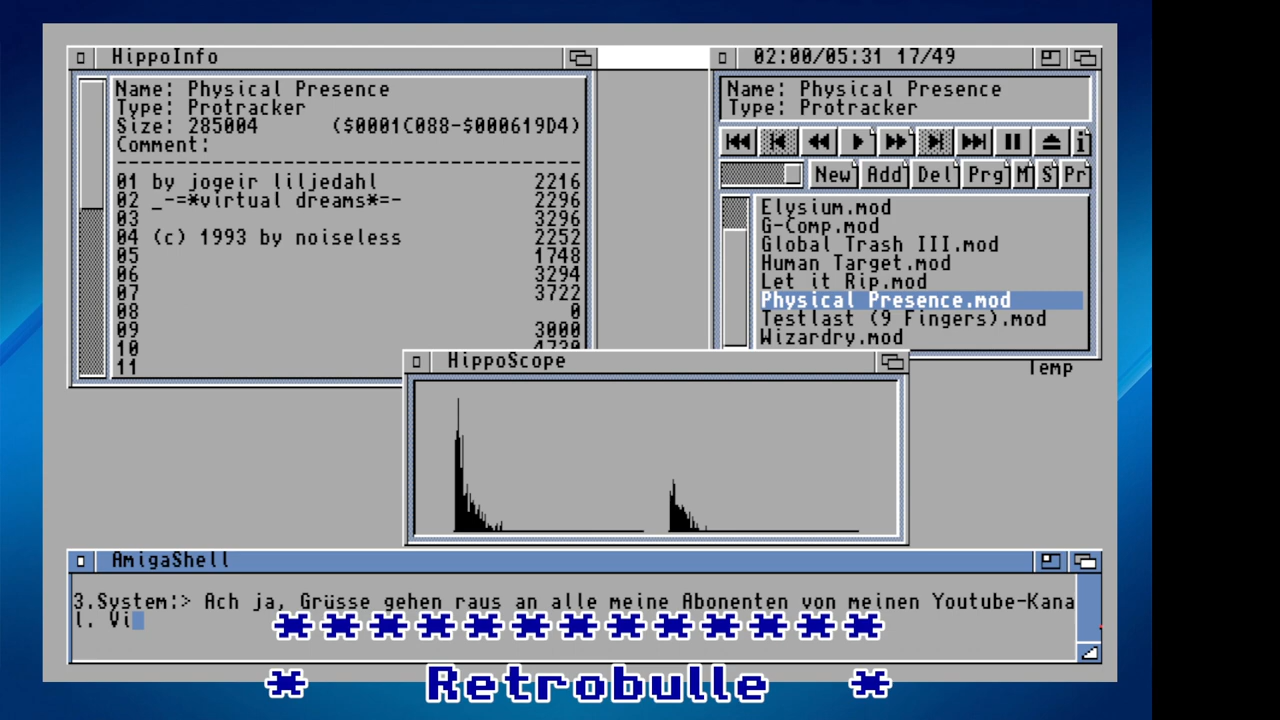 HippoInfo
Name: Physical Presence
Type: Protracker
Size: 285004 ($0001C088-$000619D4)
Comment:
------------------------------------------------
01 by jogeir liljedahl 2216
02 _-=*virtual dreams*=- 2296
03 3296
04 (c) 1993 by noiseless 2252
05 1748
06 3294
07 3722
08 0
09 3000
10 4730
11
02:00/05:31 17/49
Name: Physical Presence
Type: Protracker
i
New Add Del Prg M S Pr
Elysium.mod
G-Comp.mod
Global Trash III.mod
Human Target.mod
Let it Rip.mod
Physical Presence.mod
Testlast (9 Fingers).mod
Wizardry.mod
Temp
HippoScope
AmigaShell
3.System:> Ach ja, Grüsse gehen raus an alle meine Abonenten von meinen Youtube-Kana
l. Vi
* * * * * * * * * * * * *
* Retrobulle *